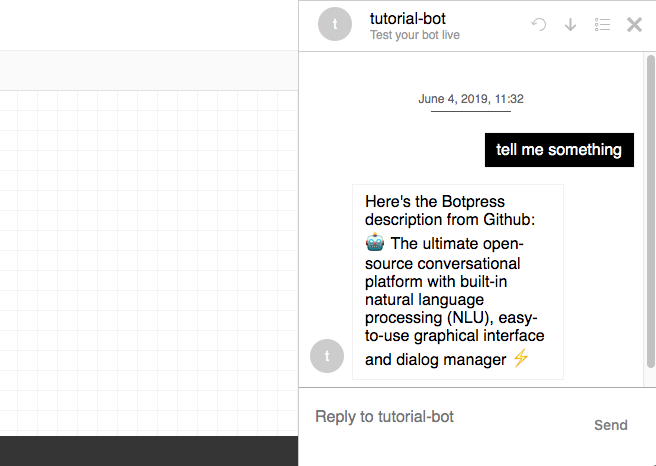 t
tutorial-bot
Test your bot live
June 4, 2019, 11:32
tell me something
Here's the Botpress
description from Github:
🤖 The ultimate open-
source conversational
platform with built-in
natural language
processing (NLU), easy-
to-use graphical interface
and dialog manager ⚡
t
Reply to tutorial-bot
Send